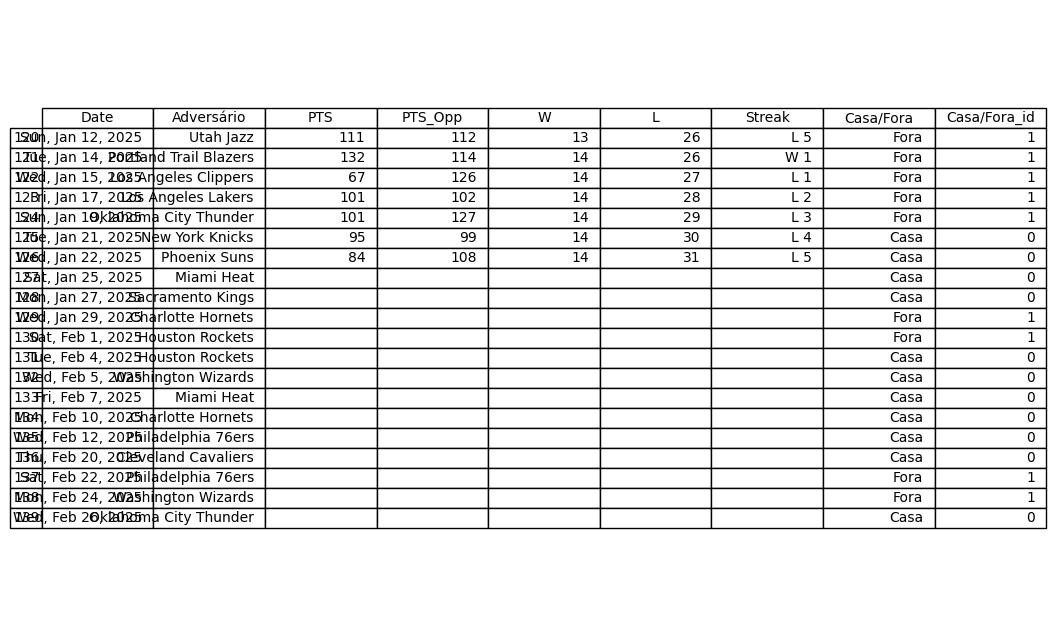 Date Adversário PTS PTS_Opp W L Streak Casa/Fora Casa/Fora_id
120 Sun, Jan 12, 2025 Utah Jazz 111 112 13 26 L 5 Fora 1
121 Tue, Jan 14, 2025 Portland Trail Blazers 132 114 14 26 W 1 Fora 1
122 Wed, Jan 15, 2025 Los Angeles Clippers 67 126 14 27 L 1 Fora 1
123 Fri, Jan 17, 2025 Los Angeles Lakers 101 102 14 28 L 2 Fora 1
124 Sun, Jan 19, 2025 Oklahoma City Thunder 101 127 14 29 L 3 Fora 1
125 Tue, Jan 21, 2025 New York Knicks 95 99 14 30 L 4 Casa 0
126 Wed, Jan 22, 2025 Phoenix Suns 84 108 14 31 L 5 Casa 0
127 Sat, Jan 25, 2025 Miami Heat Casa 0
128 Mon, Jan 27, 2025 Sacramento Kings Casa 0
129 Wed, Jan 29, 2025 Charlotte Hornets Fora 1
130 Sat, Feb 1, 2025 Houston Rockets Fora 1
131 Tue, Feb 4, 2025 Houston Rockets Casa 0
132 Wed, Feb 5, 2025 Washington Wizards Casa 0
133 Fri, Feb 7, 2025 Miami Heat Casa 0
134 Mon, Feb 10, 2025 Charlotte Hornets Casa 0
135 Wed, Feb 12, 2025 Philadelphia 76ers Casa 0
136 Thu, Feb 20, 2025 Cleveland Cavaliers Casa 0
137 Sat, Feb 22, 2025 Philadelphia 76ers Fora 1
138 Mon, Feb 24, 2025 Washington Wizards Fora 1
139 Wed, Feb 26, 2025 Oklahoma City Thunder Casa 0